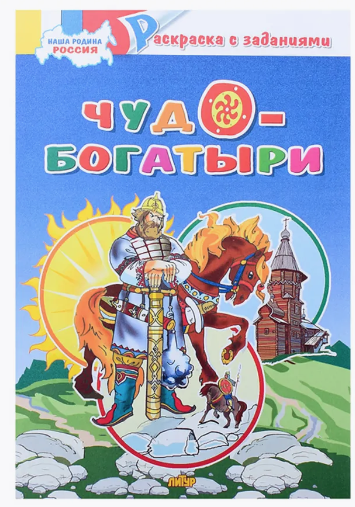 НАША РОДИНА
РОССИЯ
Раскраска с заданиями
ЧУДО-
БОГАТЫРИ
ЛИТУР